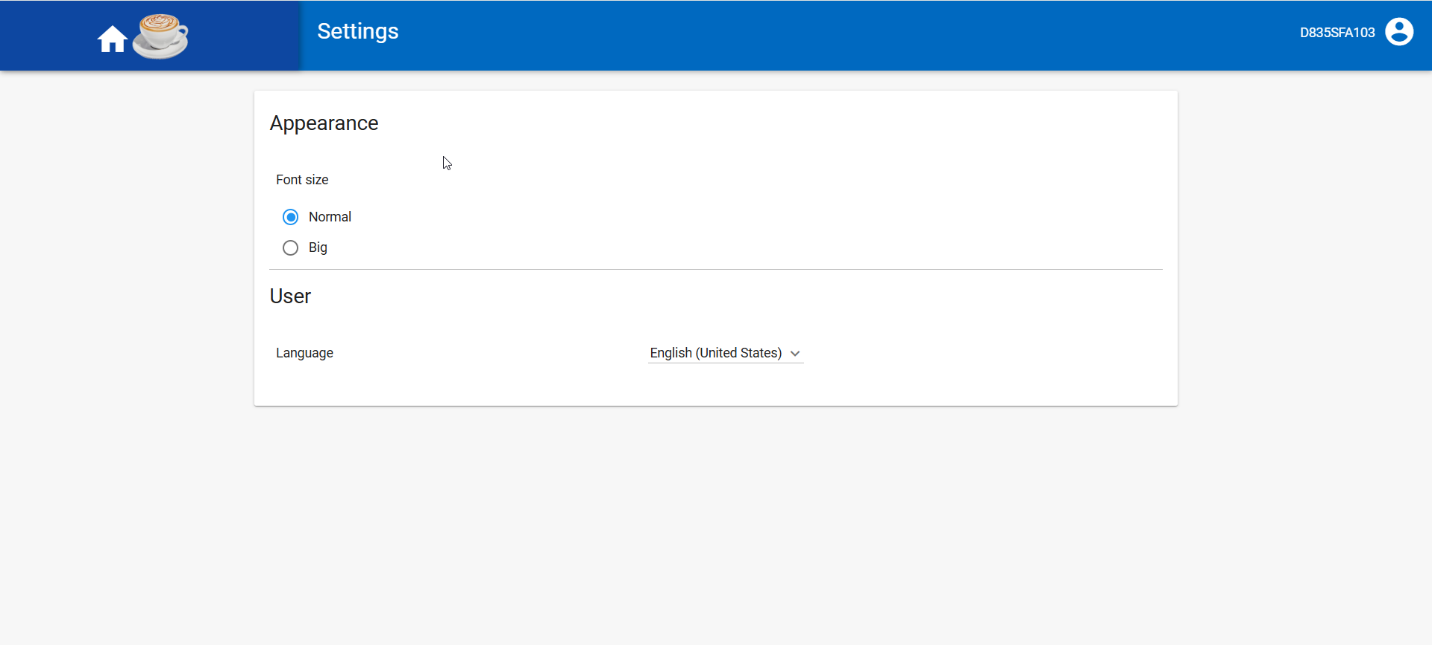 Settings
D835SFA103
Appearance
Font size
Normal
Big
User
Language
English (United States)